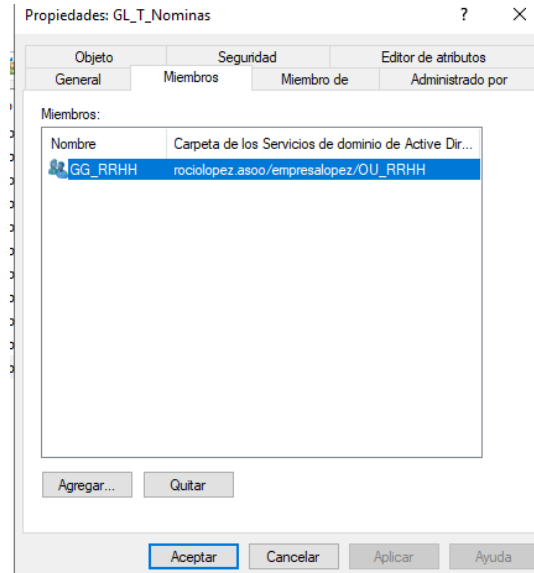 Propiedades: GL_T_Nominas ? ×
Objeto Seguridad Editor de atributos
General Miembros Miembro de Administrado por
Miembros:
Nombre Carpeta de los Servicios de dominio de Active Dir...
GG_RRHH rociolopez.asoo/empresalopez/OU_RRHH
Agregar... Quitar
Aceptar Cancelar Aplicar Ayuda